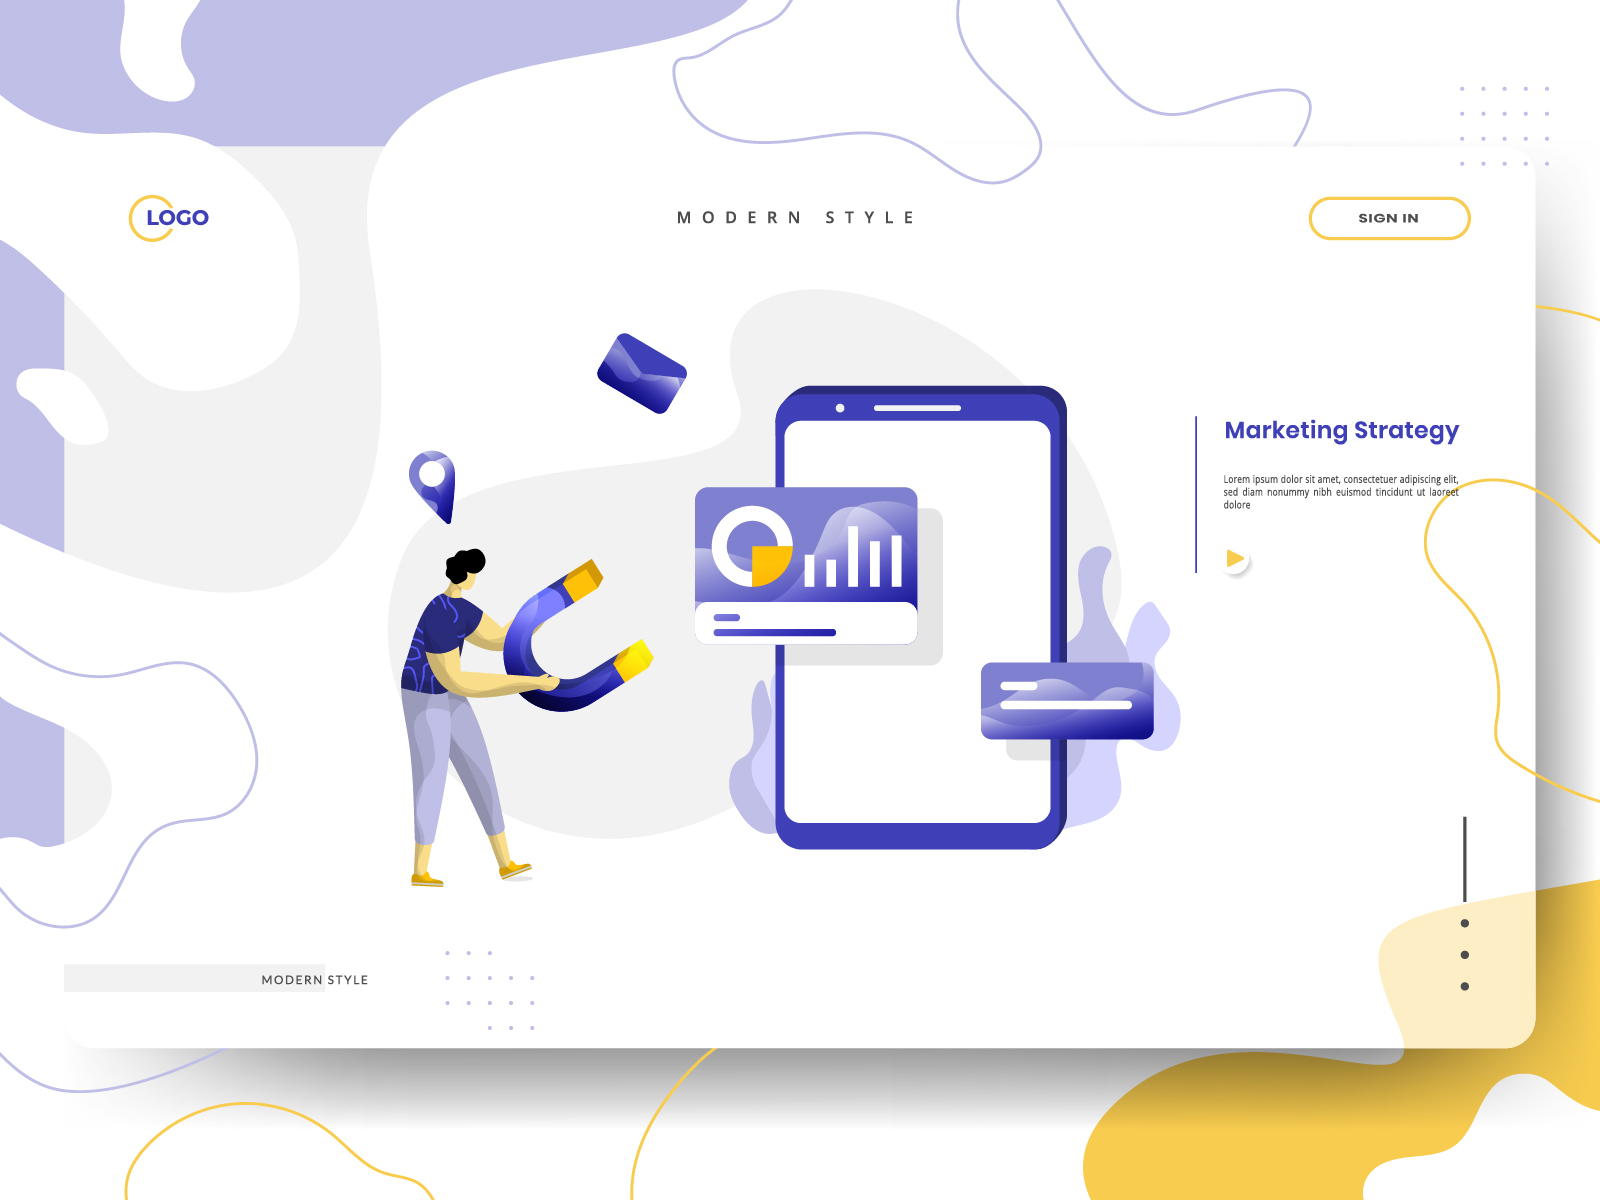 LOGO
MODERN STYLE
SIGN IN
Marketing Strategy
Lorem ipsum dolor sit amet, consectetuer adipiscing elit,
sed diam nonummy nibh euismod tincidunt ut laoreet
dolore
MODERN STYLE